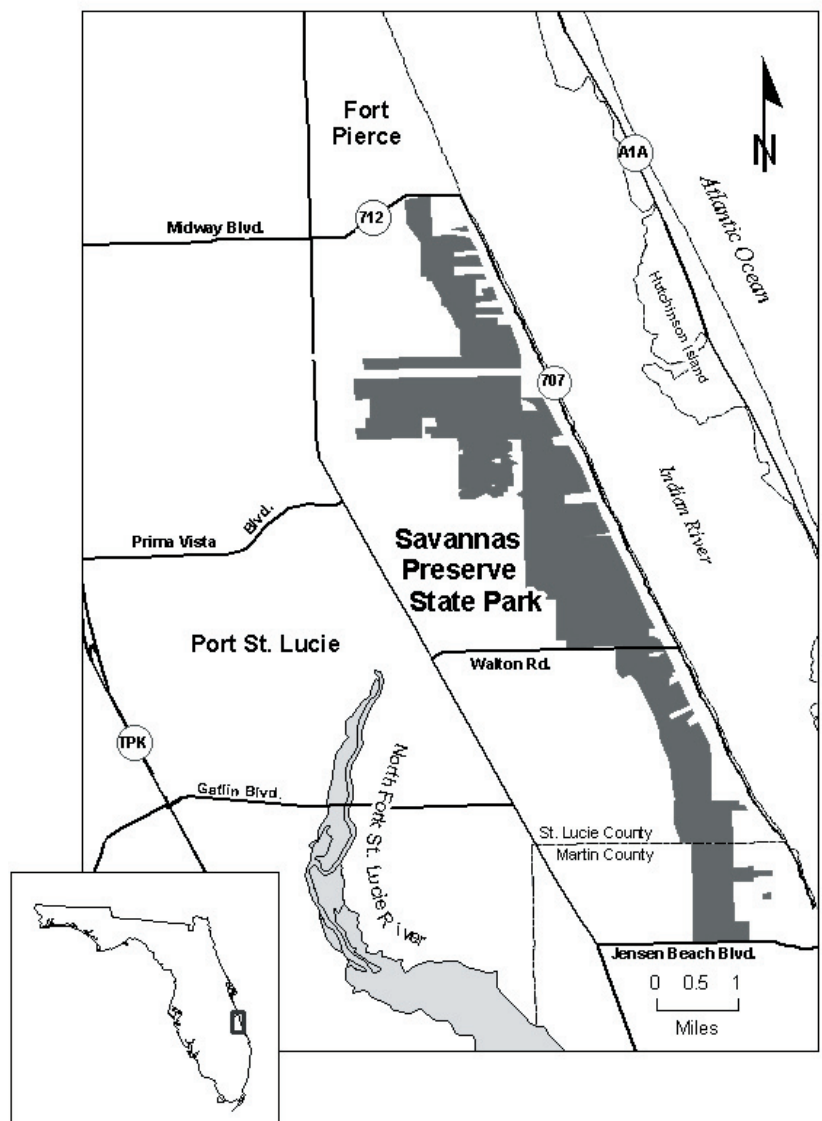 Fort
Pierce
A1A
N
Atlantic Ocean
712
Midway Blvd.
Hutchinson Island
707
Indian River
Blvd.
Prima Vista
Savannas
Preserve
State Park
Port St. Lucie
Walton Rd.
TPK
North Fork St. Lucie River
Gatlin Blvd.
St. Lucie County
Martin County
Jensen Beach Blvd.
0 0.5 1
Miles